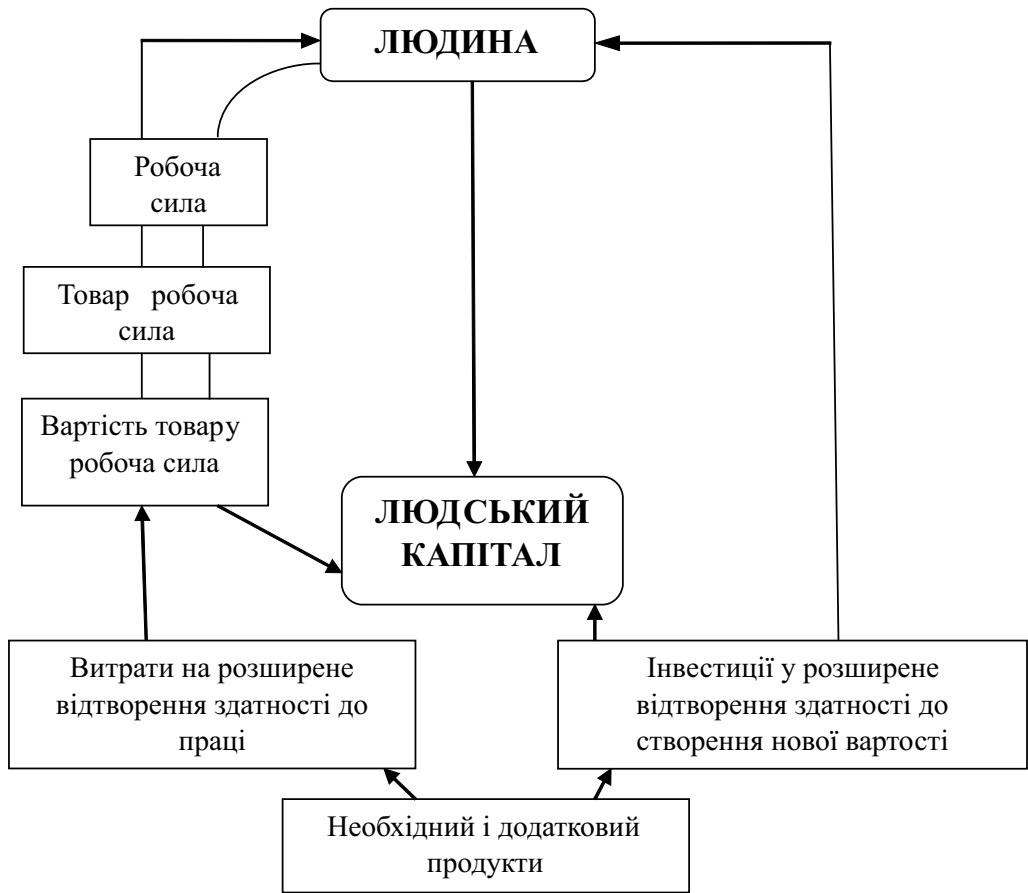 ЛЮДИНА
Робоча
сила
Товар робоча
сила
Вартість товару
робоча сила
ЛЮДСЬКИЙ
КАПІТАЛ
Витрати на розширене
відтворення здатності до
праці
Інвестиції у розширене
відтворення здатності до
створення нової вартості
Необхідний і додатковий
продукти